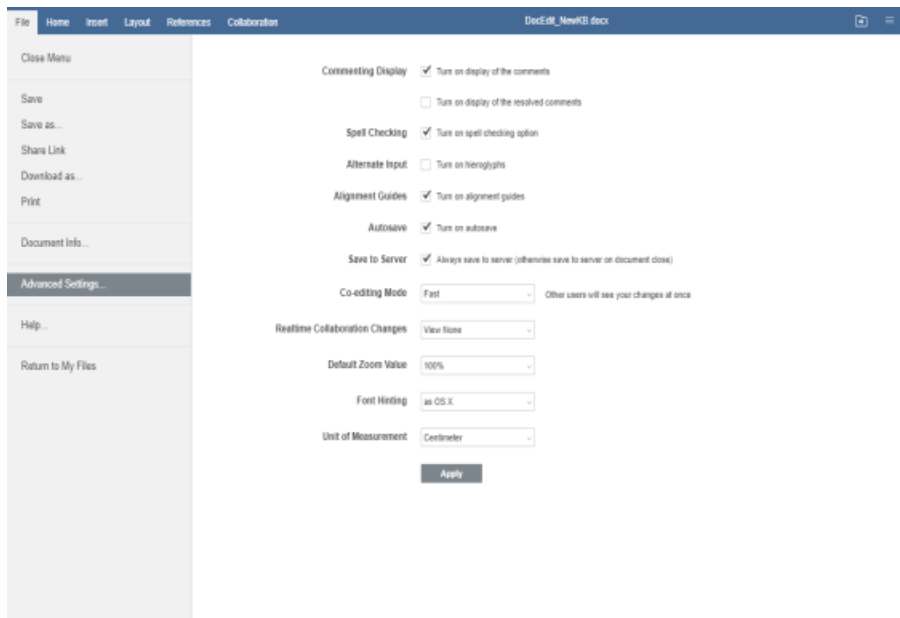 File Home Insert Layout References Collaboration DocEdit_NewKB.docx
Close Menu
Save
Save as...
Share Link
Download as...
Print
Document Info...
Advanced Settings...
Help...
Return to My Files
Commenting Display Turn on display of the comments
Turn on display of the resolved comments
Spell Checking Turn on spell checking option
Alternate Input Turn on hieroglyphs
Alignment Guides Turn on alignment guides
Autosave Turn on autosave
Save to Server Always save to server (otherwise save to server on document close)
Co-editing Mode Fast Other users will see your changes at once
Realtime Collaboration Changes View None
Default Zoom Value 100%
Font Hinting as OS X
Unit of Measurement Centimeter
Apply